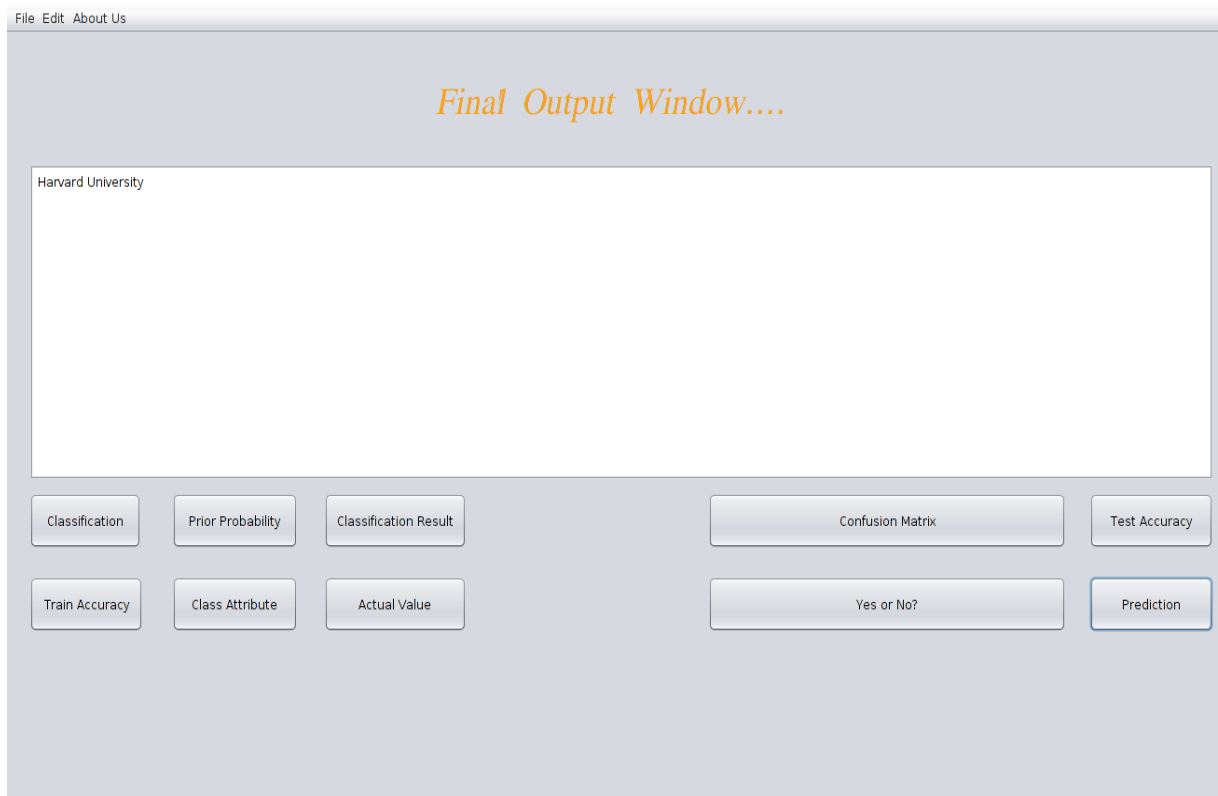 File Edit About Us
Final Output Window....
Harvard University
Classification Prior Probability Classification Result Confusion Matrix Test Accuracy
Train Accuracy Class Attribute Actual Value Yes or No? Prediction